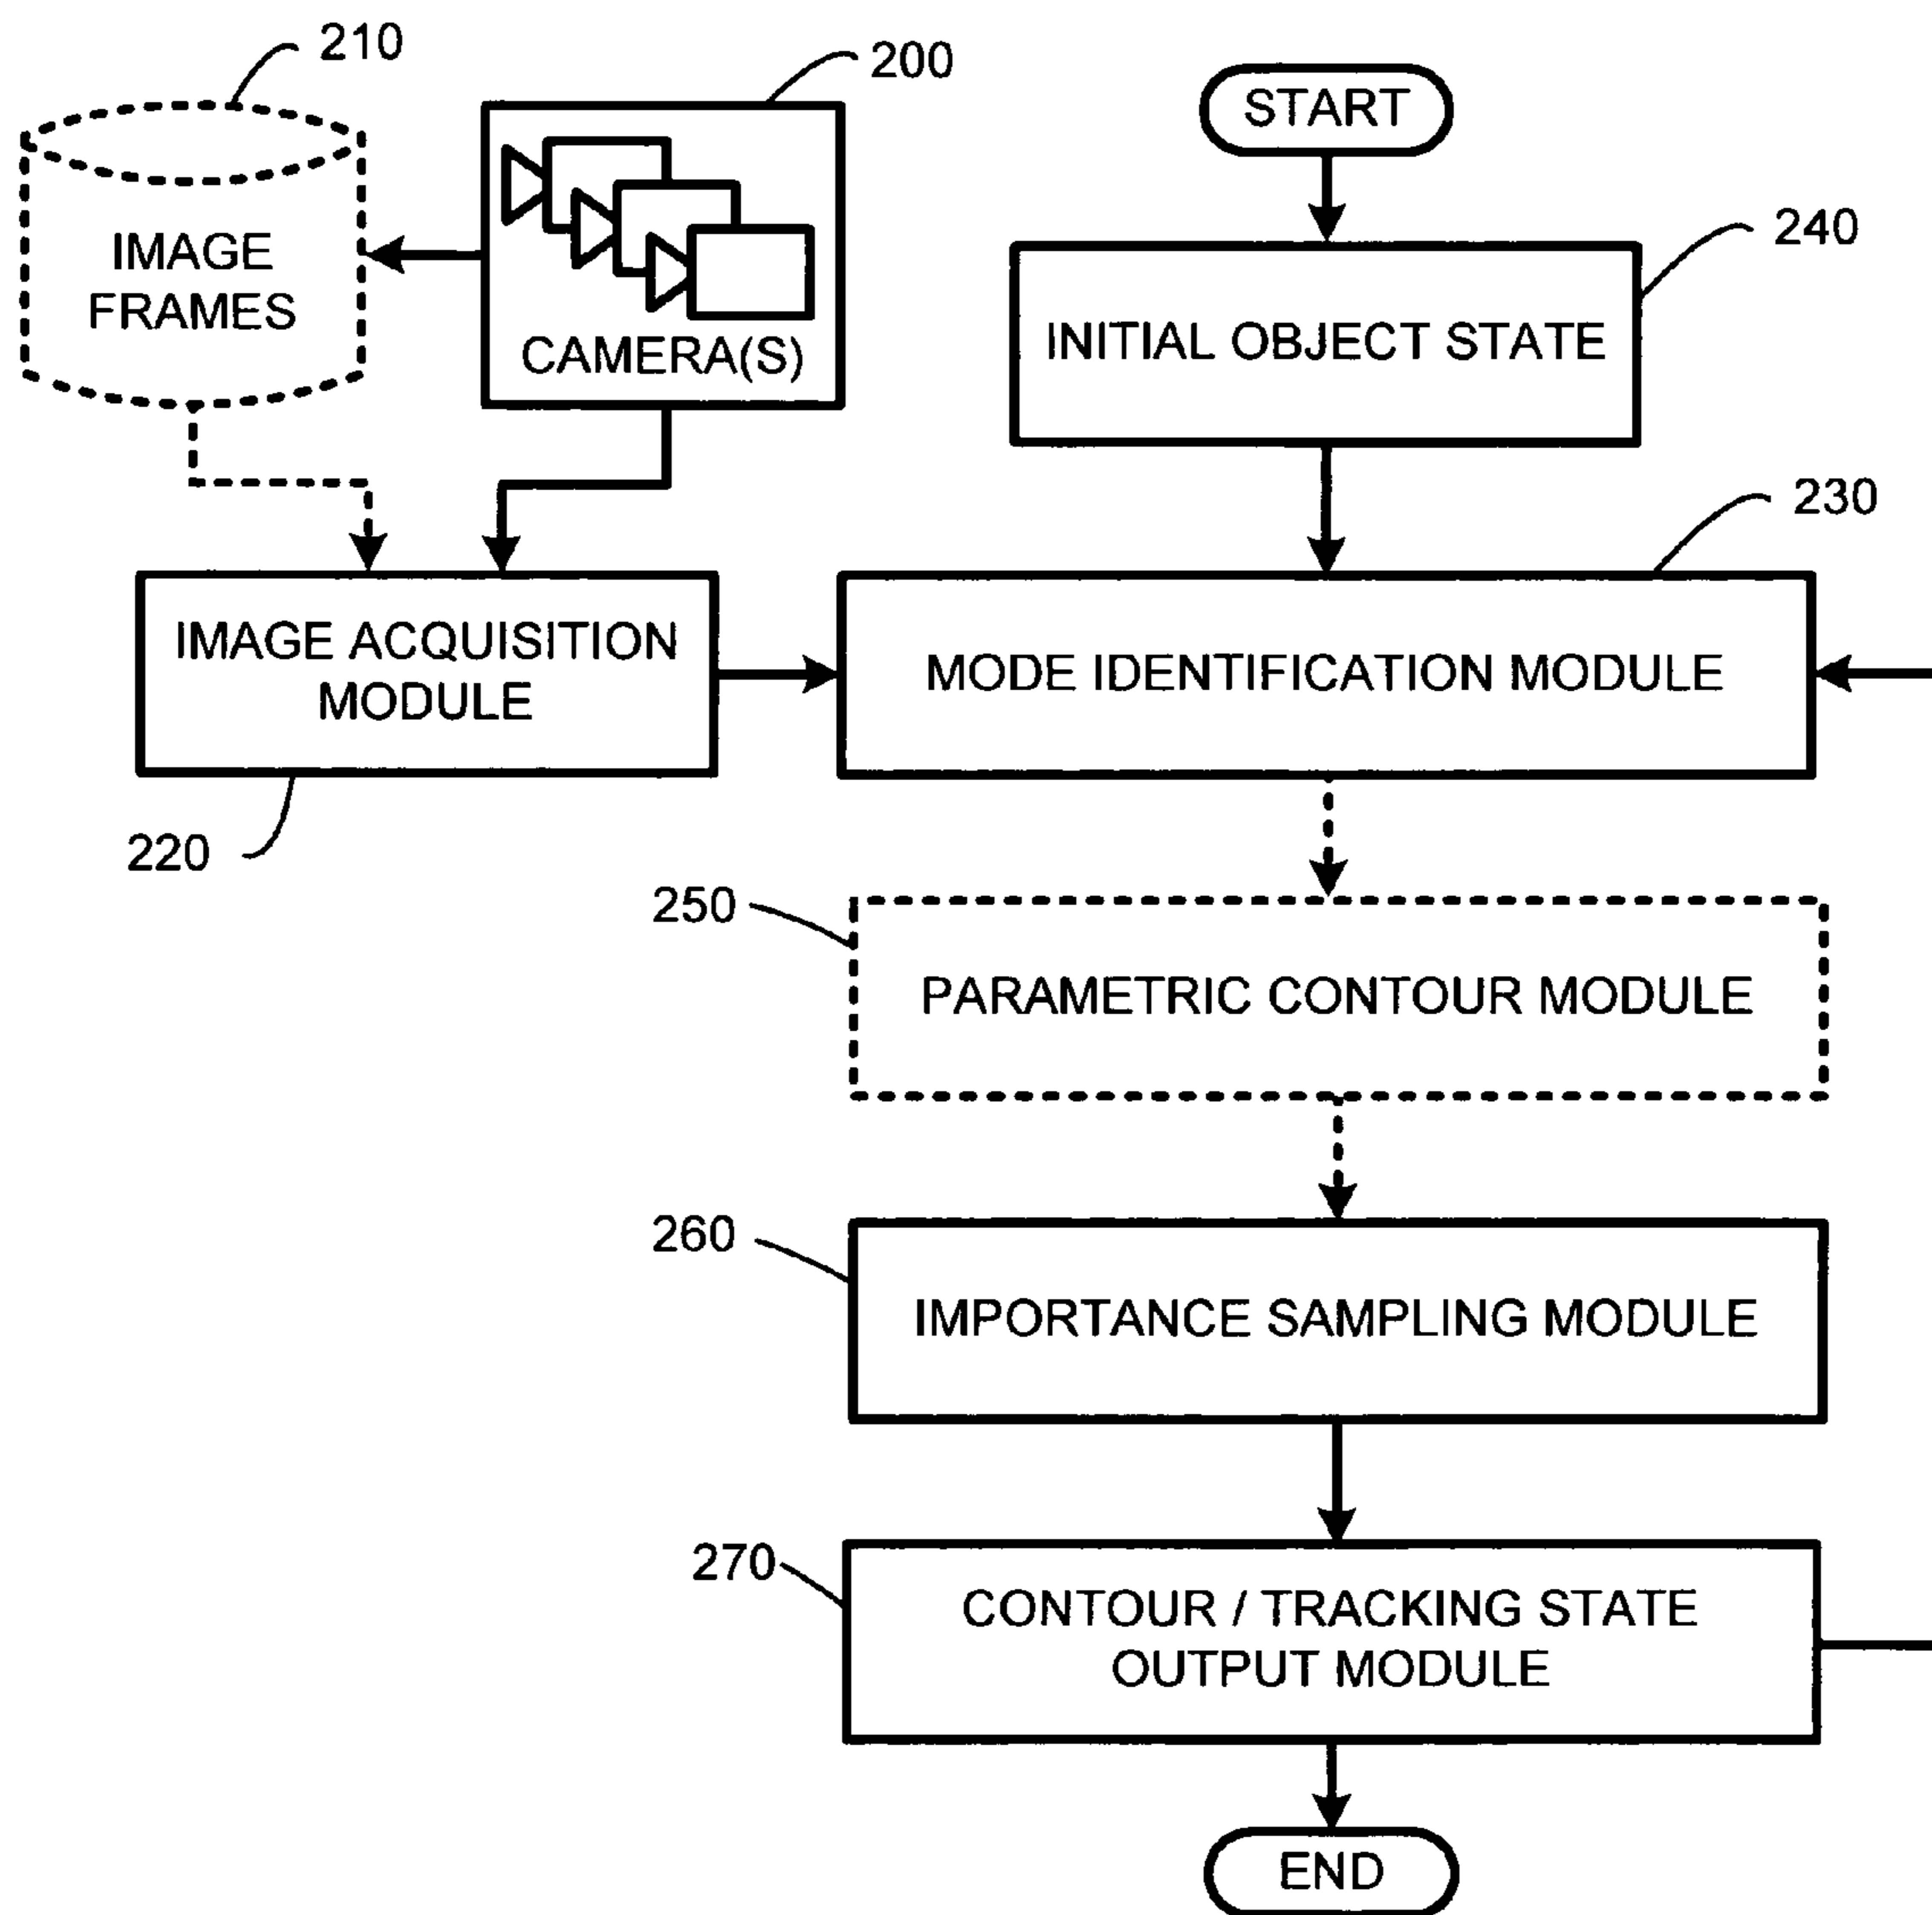 210
200
START
240
IMAGE
FRAMES
CAMERA(S)
INITIAL OBJECT STATE
230
IMAGE ACQUISITION
MODULE
MODE IDENTIFICATION MODULE
220
250
PARAMETRIC CONTOUR MODULE
260
IMPORTANCE SAMPLING MODULE
270
CONTOUR / TRACKING STATE
OUTPUT MODULE
END